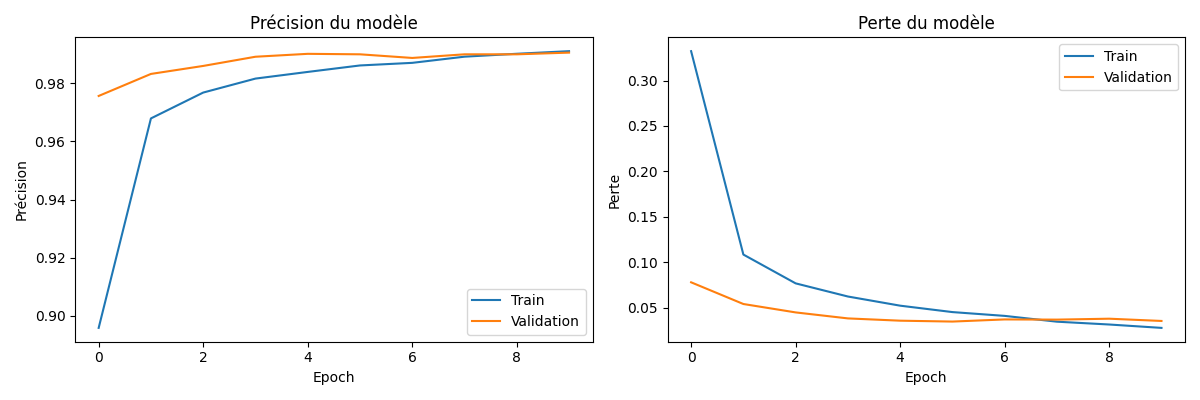 Précision du modèle
Précision
0.98
0.96
0.94
0.92
0.90
0 2 4 6 8
Epoch
Train
Validation
Perte du modèle
Perte
0.30
0.25
0.20
0.15
0.10
0.05
0 2 4 6 8
Epoch
Train
Validation